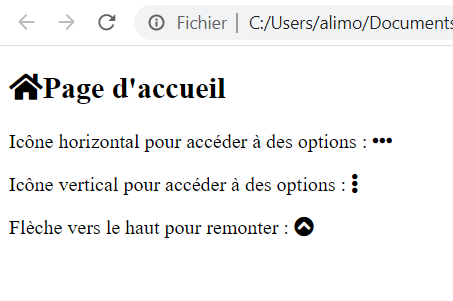 Fichier | C:/Users/alimo/Documents
Page d'accueil
Icône horizontal pour accéder à des options :
Icône vertical pour accéder à des options :
Flèche vers le haut pour remonter :